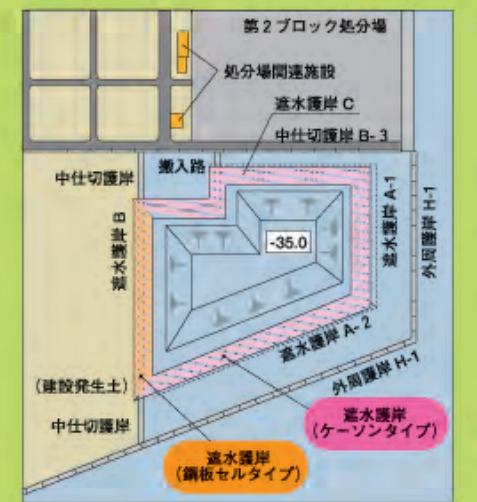 第2ブロック処分場
処分場関連施設
遮水護岸 C
中仕切護岸 B-3
搬入路
中仕切護岸
遮水護岸 B
-35.0
遮水護岸 A-1
外周護岸 H-1
遮水護岸 A-2
外周護岸 H-1
(建設発生土)
中仕切護岸
遮水護岸
(ケーソンタイプ)
遮水護岸
(鋼板セルタイプ)